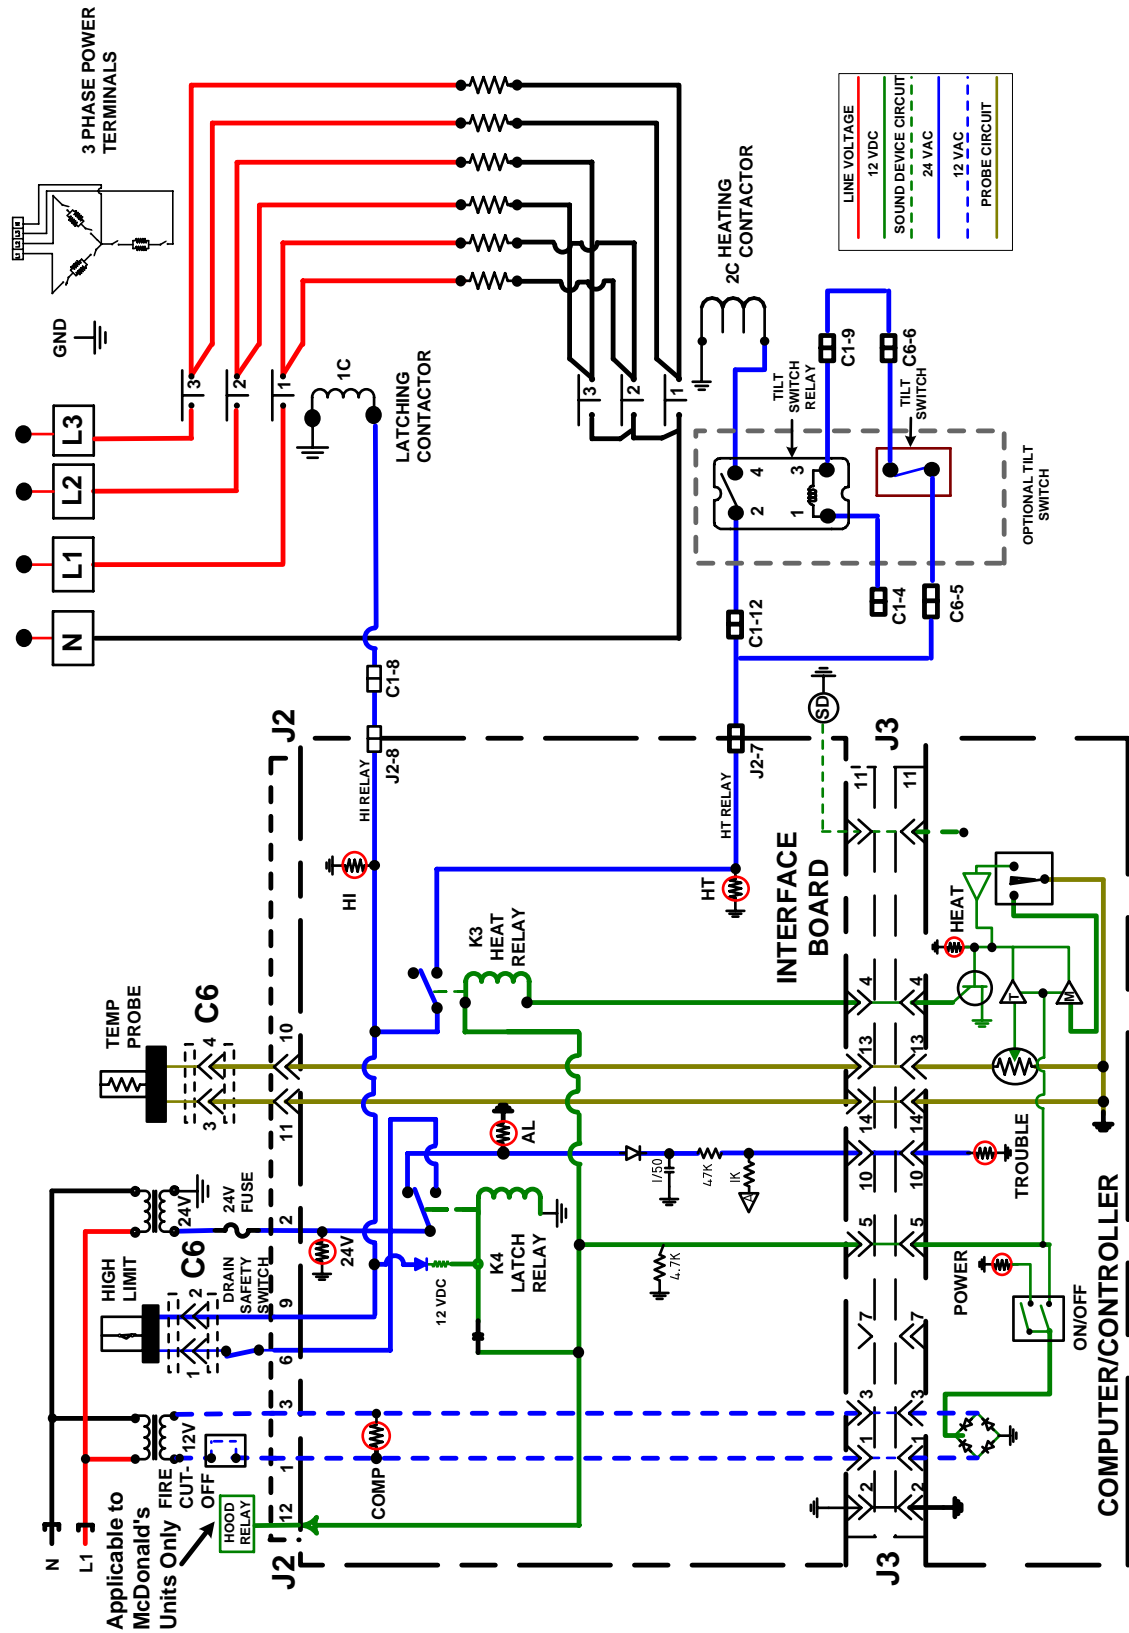 3 PHASE POWER
TERMINALS
GND
L3
L2
L1
N
3
2
1
1C
LATCHING
CONTACTOR
3
2
1
2C HEATING
CONTACTOR
LINE VOLTAGE
12 VDC
SOUND DEVICE CIRCUIT
24 VAC
12 VAC
PROBE CIRCUIT
TILT
SWITCH
RELAY
C1-9
C6-6
TILT
SWITCH
4
3
2
1
OPTIONAL TILT
SWITCH
C1-12
C1-4
C6-5
C1-8
J2-8
J2-7
SD
J2
J3
HI RELAY
HT RELAY
HI
HT
INTERFACE
BOARD
K3
HEAT
RELAY
11
11
HEAT
4
4
T
M
TEMP
PROBE
C6
4
3
10
11
13
13
14
14
AL
1/50
47K
1K
A
10
10
TROUBLE
24V
24V
FUSE
2
24V
K4
LATCH
RELAY
12 VDC
4.7K
5
5
POWER
HIGH
LIMIT
C6
2
1
DRAIN
SAFETY
SWITCH
9
6
7
7
ON/OFF
12V
FIRE
CUT-
OFF
3
1
COMP
3
3
1
1
2
2
COMPUTER/CONTROLLER
N
L1
Applicable to
McDonald's
Units Only
HOOD
RELAY
12
J2
J3